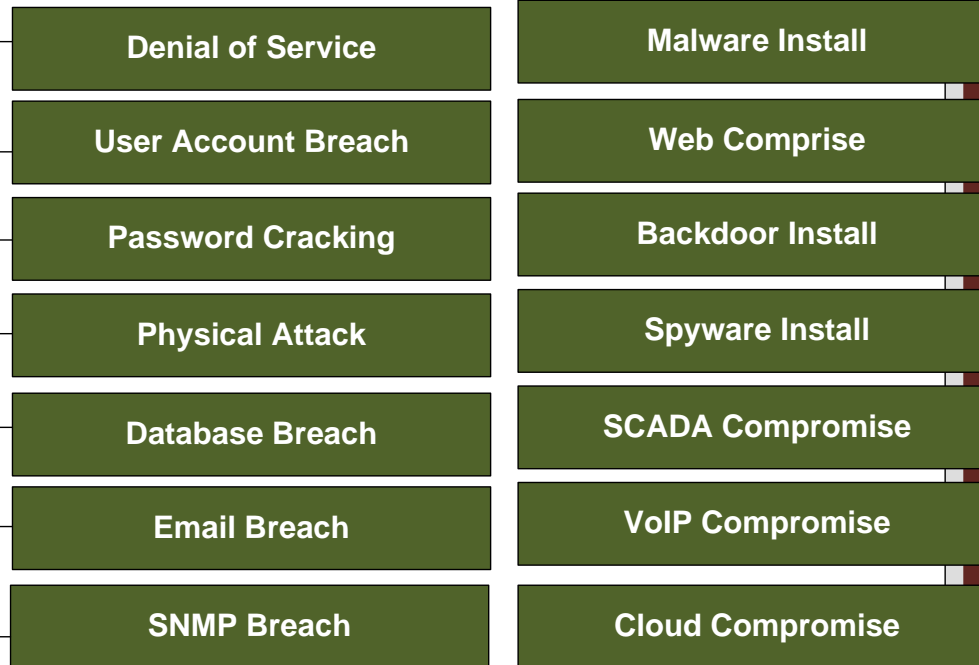 Denial of Service
User Account Breach
Password Cracking
Physical Attack
Database Breach
Email Breach
SNMP Breach
Malware Install
Web Comprise
Backdoor Install
Spyware Install
SCADA Compromise
VoIP Compromise
Cloud Compromise